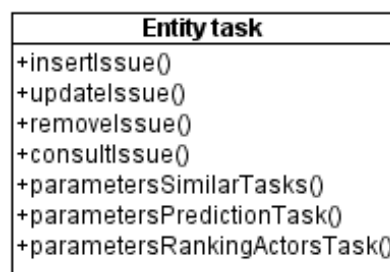 Entity task
+insertIssue()
+updateIssue()
+removeIssue()
+consultIssue()
+parametersSimilarTasks()
+parametersPredictionTask()
+parametersRankingActorsTask()